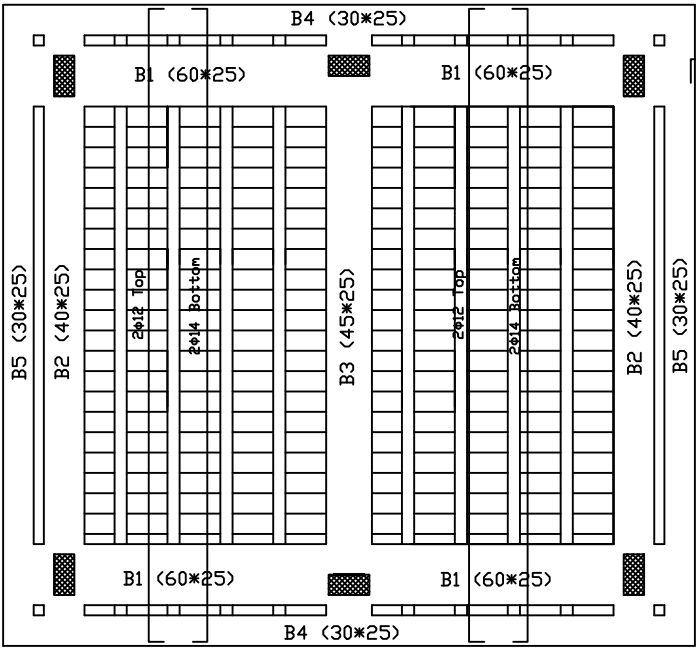 B4 (30*25)
B1 (60*25)
B1 (60*25)
B5 (30*25)
B2 (40*25)
2φ12 Top
2φ14 Bottom
B3 (45*25)
2φ12 Top
2φ14 Bottom
B2 (40*25)
B5 (30*25)
B1 (60*25)
B1 (60*25)
B4 (30*25)